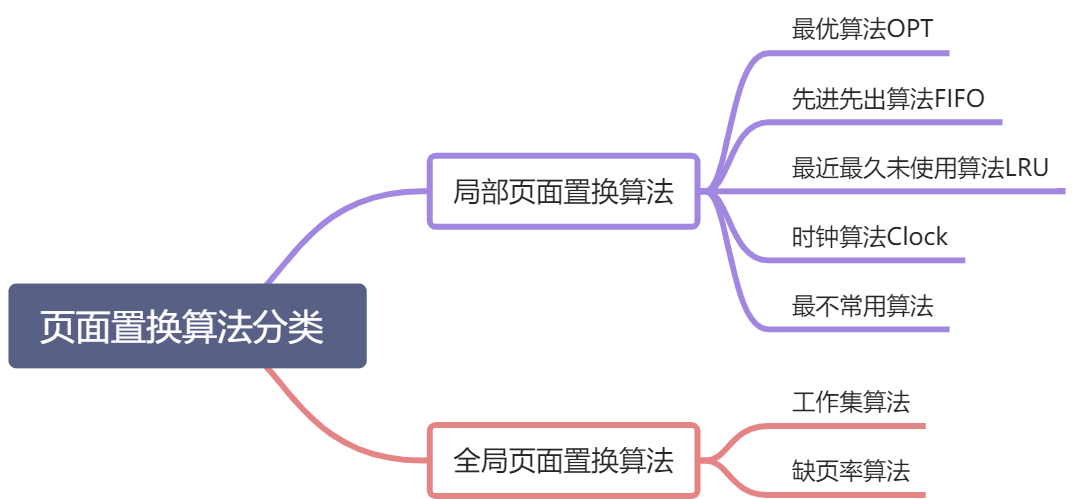 页面置换算法分类
局部页面置换算法
最优算法OPT
先进先出算法FIFO
最近最久未使用算法LRU
时钟算法Clock
最不常用算法
全局页面置换算法
工作集算法
缺页率算法